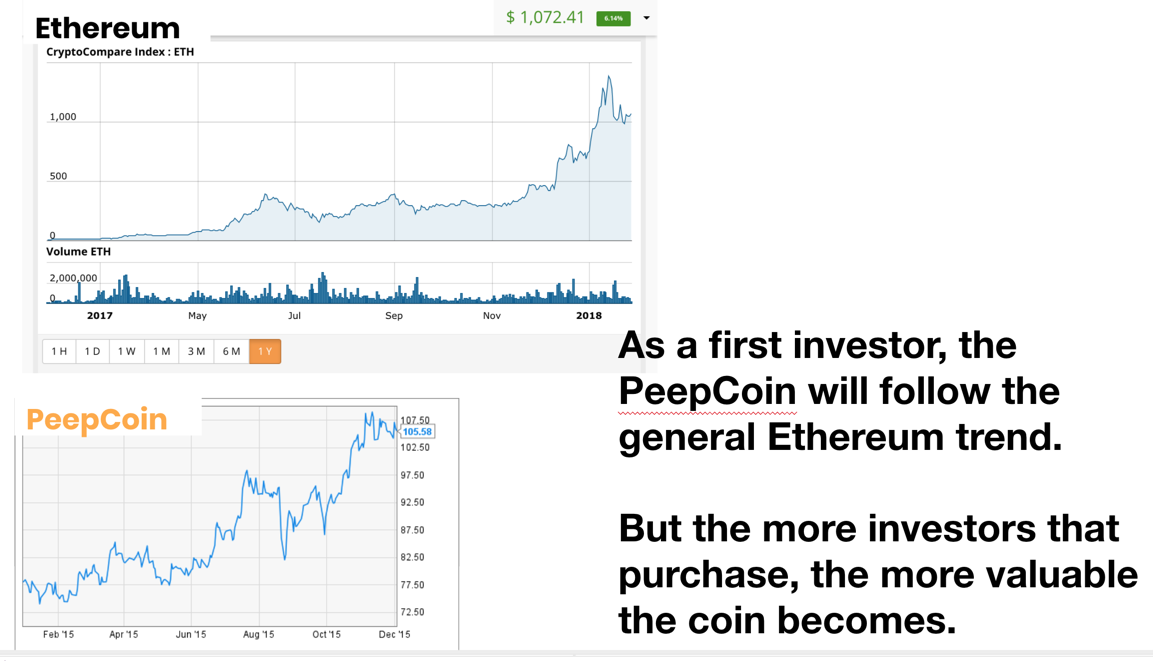 Ethereum
$ 1,072.41 6.14%
CryptoCompare Index : ETH
1,000
500
0
Volume ETH
2,000,000
0
2017 May Jul Sep Nov 2018
1 H 1 D 1 W 1 M 3 M 6 M 1 Y
PeepCoin
107.50
105.58
102.50
97.50
92.50
87.50
82.50
77.50
72.50
Feb '15 Apr '15 Jun '15 Aug '15 Oct '15 Dec '15
As a first investor, the
PeepCoin will follow the
general Ethereum trend.
But the more investors that
purchase, the more valuable
the coin becomes.